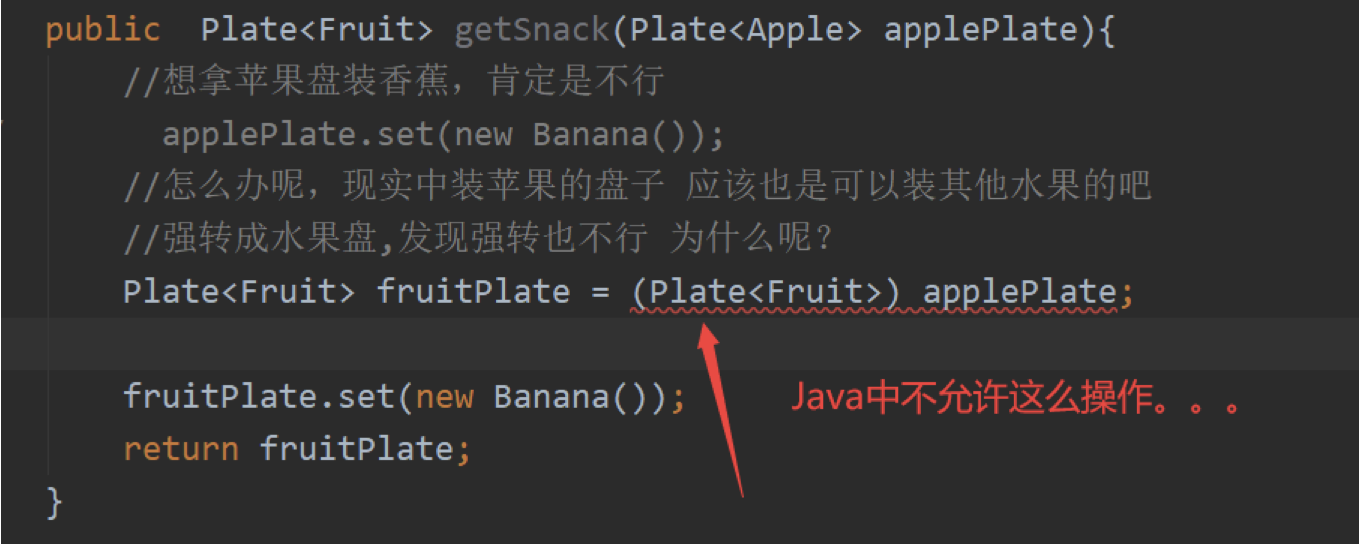 public  Plate<Fruit> getSnack(Plate<Apple> applePlate){
//想拿苹果盘装香蕉，肯定是不行
applePlate.set(new Banana());
//怎么办呢，现实中装苹果的盘子 应该也是可以装其他水果的吧
//强转成水果盘,发现强转也不行 为什么呢？
Plate<Fruit> fruitPlate = (Plate<Fruit>) applePlate;
fruitPlate.set(new Banana());
Java中不允许这么操作。。。
return fruitPlate;
}